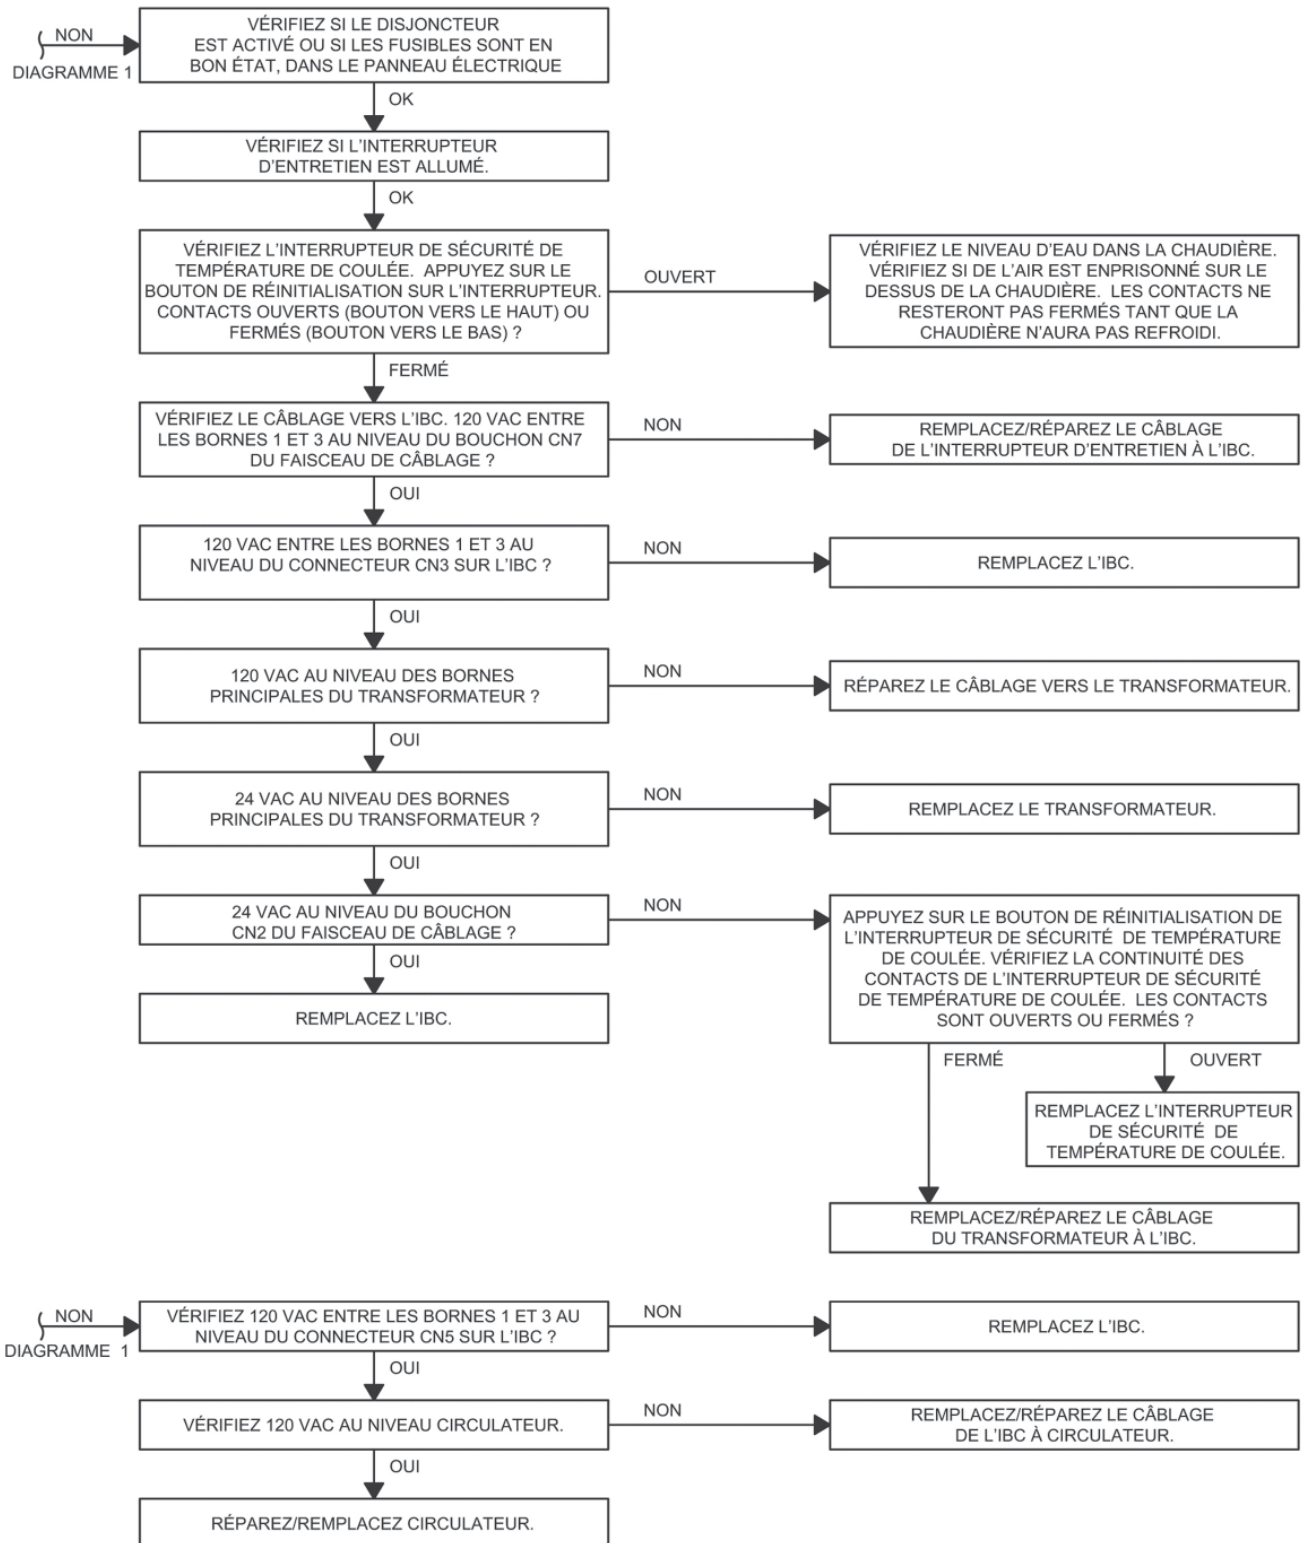 NON
DIAGRAMME 1
VÉRIFIEZ SI LE DISJONCTEUR
EST ACTIVÉ OU SI LES FUSIBLES SONT EN
BON ÉTAT, DANS LE PANNEAU ÉLECTRIQUE
OK
VÉRIFIEZ SI L'INTERRUPTEUR
D'ENTRETIEN EST ALLUMÉ.
OK
VÉRIFIEZ L'INTERRUPTEUR DE SÉCURITÉ DE
TEMPÉRATURE DE COULÉE. APPUYEZ SUR LE
BOUTON DE RÉINITIALISATION SUR L'INTERRUPTEUR.
CONTACTS OUVERTS (BOUTON VERS LE HAUT) OU
FERMÉS (BOUTON VERS LE BAS) ?
OUVERT
VÉRIFIEZ LE NIVEAU D'EAU DANS LA CHAUDIÈRE.
VÉRIFIEZ SI DE L'AIR EST ENPRISONNÉ SUR LE
DESSUS DE LA CHAUDIÈRE. LES CONTACTS NE
RESTERONT PAS FERMÉS TANT QUE LA
CHAUDIÈRE N'AURA PAS REFROIDI.
FERMÉ
VÉRIFIEZ LE CÂBLAGE VERS L'IBC. 120 VAC ENTRE
LES BORNES 1 ET 3 AU NIVEAU DU BOUCHON CN7
DU FAISCEAU DE CÂBLAGE ?
NON
REMPLACEZ/RÉPAREZ LE CÂBLAGE
DE L'INTERRUPTEUR D'ENTRETIEN À L'IBC.
OUI
120 VAC ENTRE LES BORNES 1 ET 3 AU
NIVEAU DU CONNECTEUR CN3 SUR L'IBC ?
NON
REMPLACEZ L'IBC.
OUI
120 VAC AU NIVEAU DES BORNES
PRINCIPALES DU TRANSFORMATEUR ?
NON
RÉPAREZ LE CÂBLAGE VERS LE TRANSFORMATEUR.
OUI
24 VAC AU NIVEAU DES BORNES
PRINCIPALES DU TRANSFORMATEUR ?
NON
REMPLACEZ LE TRANSFORMATEUR.
OUI
24 VAC AU NIVEAU DU BOUCHON
CN2 DU FAISCEAU DE CÂBLAGE ?
NON
APPUYEZ SUR LE BOUTON DE RÉINITIALISATION DE
L'INTERRUPTEUR DE SÉCURITÉ DE TEMPÉRATURE
DE COULÉE. VÉRIFIEZ LA CONTINUITÉ DES
CONTACTS DE L'INTERRUPTEUR DE SÉCURITÉ
DE TEMPÉRATURE DE COULÉE. LES CONTACTS
SONT OUVERTS OU FERMÉS ?
OUI
REMPLACEZ L'IBC.
FERMÉ
OUVERT
REMPLACEZ L'INTERRUPTEUR
DE SÉCURITÉ DE
TEMPÉRATURE DE COULÉE.
REMPLACEZ/RÉPAREZ LE CÂBLAGE
DU TRANSFORMATEUR À L'IBC.
NON
DIAGRAMME 1
VÉRIFIEZ 120 VAC ENTRE LES BORNES 1 ET 3 AU
NIVEAU DU CONNECTEUR CN5 SUR L'IBC ?
NON
REMPLACEZ L'IBC.
OUI
VÉRIFIEZ 120 VAC AU NIVEAU CIRCULATEUR.
NON
REMPLACEZ/RÉPAREZ LE CÂBLAGE
DE L'IBC À CIRCULATEUR.
OUI
RÉPAREZ/REMPLACEZ CIRCULATEUR.